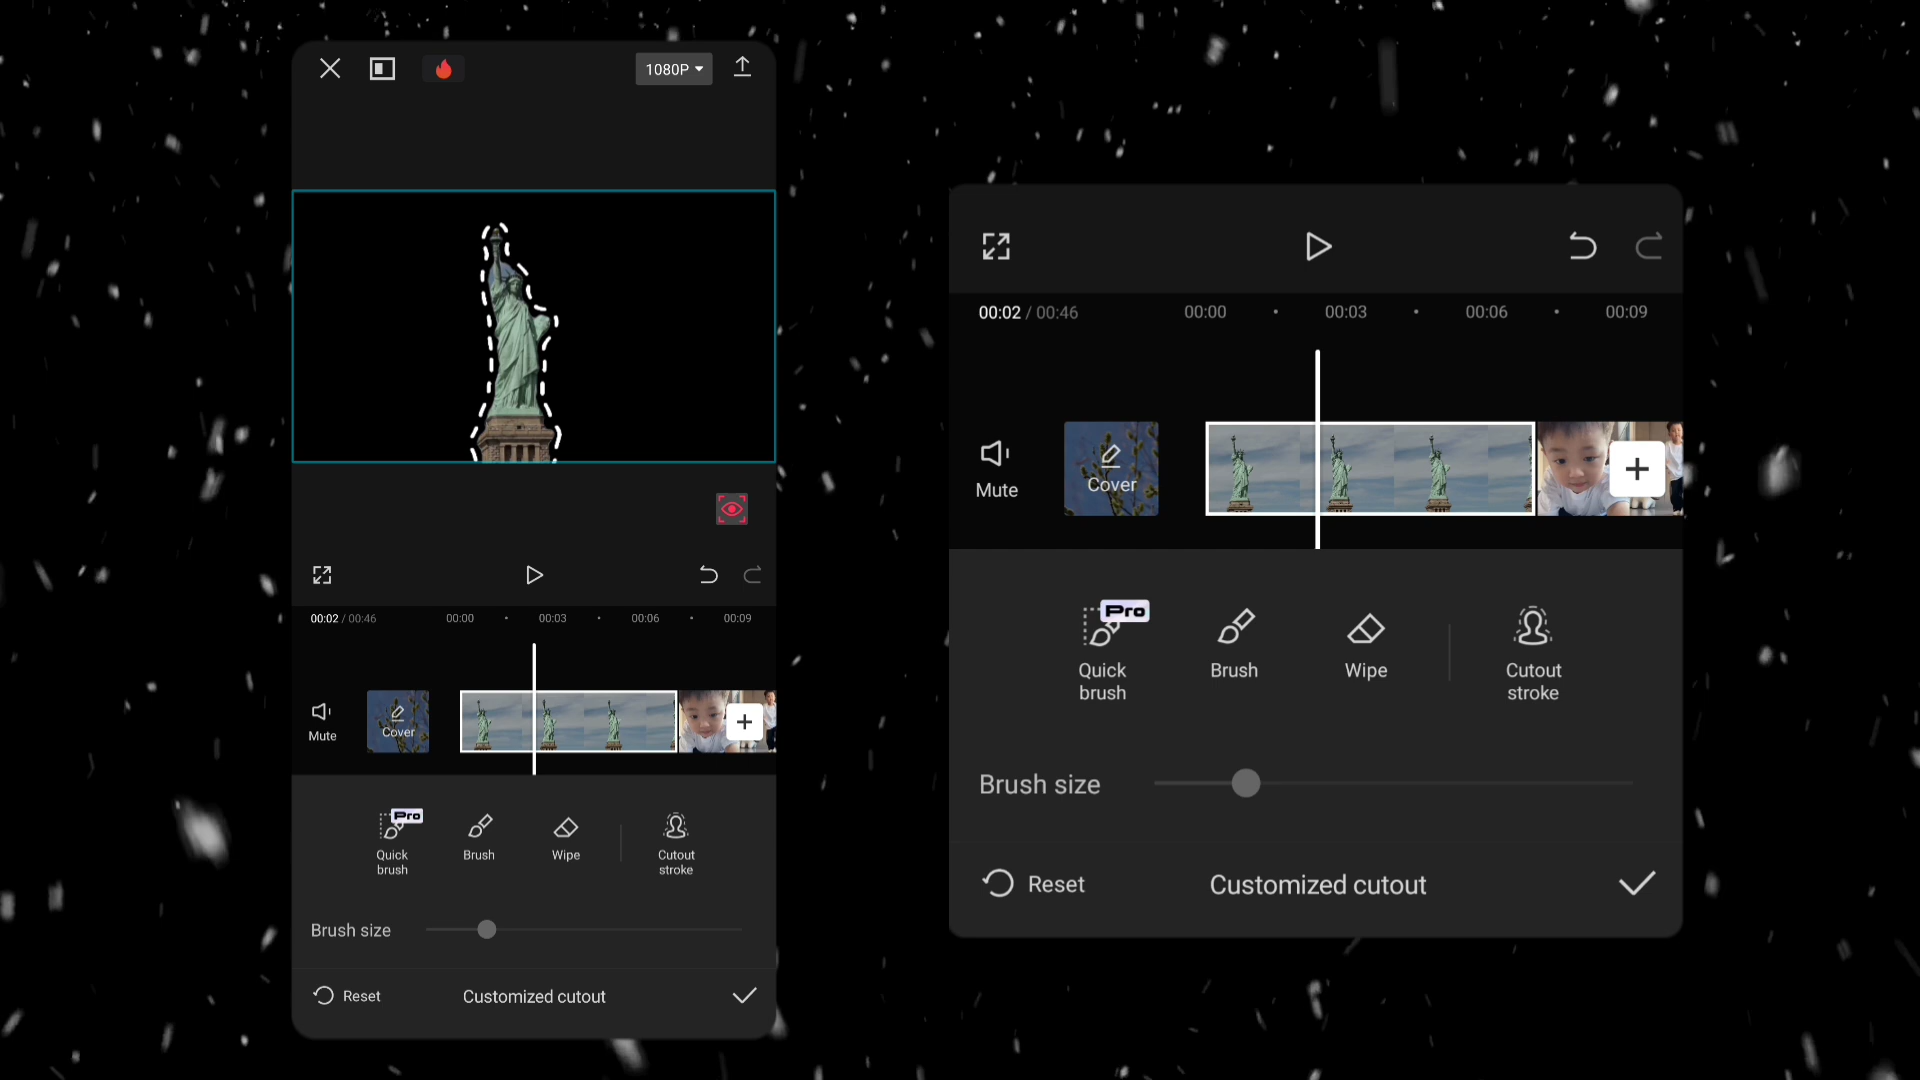 1080P
00:02 / 00:46
00:00
00:03
00:06
00:09
Mute
Cover
Pro
Quick
brush
Brush
Wipe
Cutout
stroke
Brush size
Reset
Customized cutout
00:02 / 00:46
00:00
00:03
00:06
00:09
Mute
Cover
Pro
Quick
brush
Brush
Wipe
Cutout
stroke
Brush size
Reset
Customized cutout